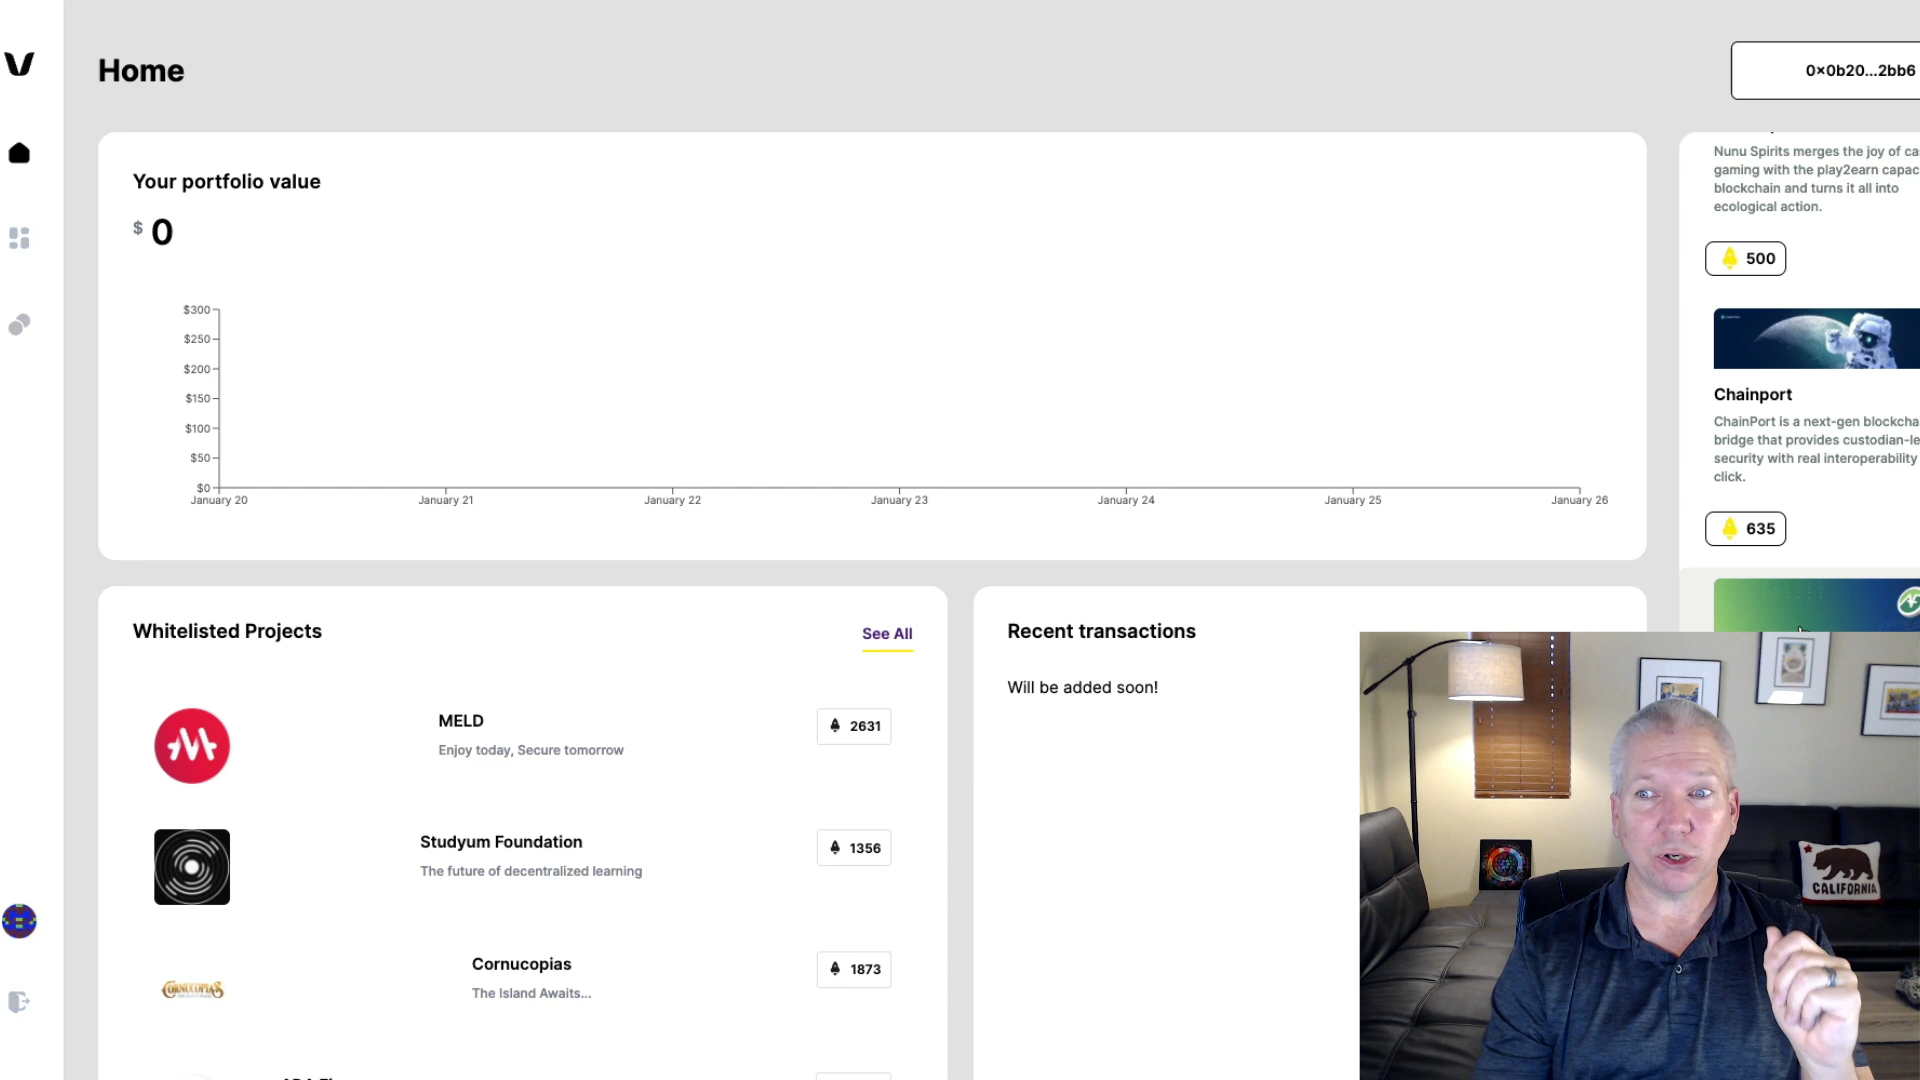 Home
0x0b20...2bb6
Your portfolio value
$ 0
$300
$250
$200
$150
$100
$50
$0
January 20
January 21
January 22
January 23
January 24
January 25
January 26
Nunu Spirits merges the joy of ca
gaming with the play2earn capac
blockchain and turns it all into
ecological action.
500
Chainport
ChainPort is a next-gen blockcha
bridge that provides custodian-le
security with real interoperability
click.
635
Whitelisted Projects
See All
MELD
Enjoy today, Secure tomorrow
2631
Studyum Foundation
The future of decentralized learning
1356
CORNUCOPIAS
Cornucopias
The Island Awaits...
1873
Recent transactions
Will be added soon!
CALIFORNIA